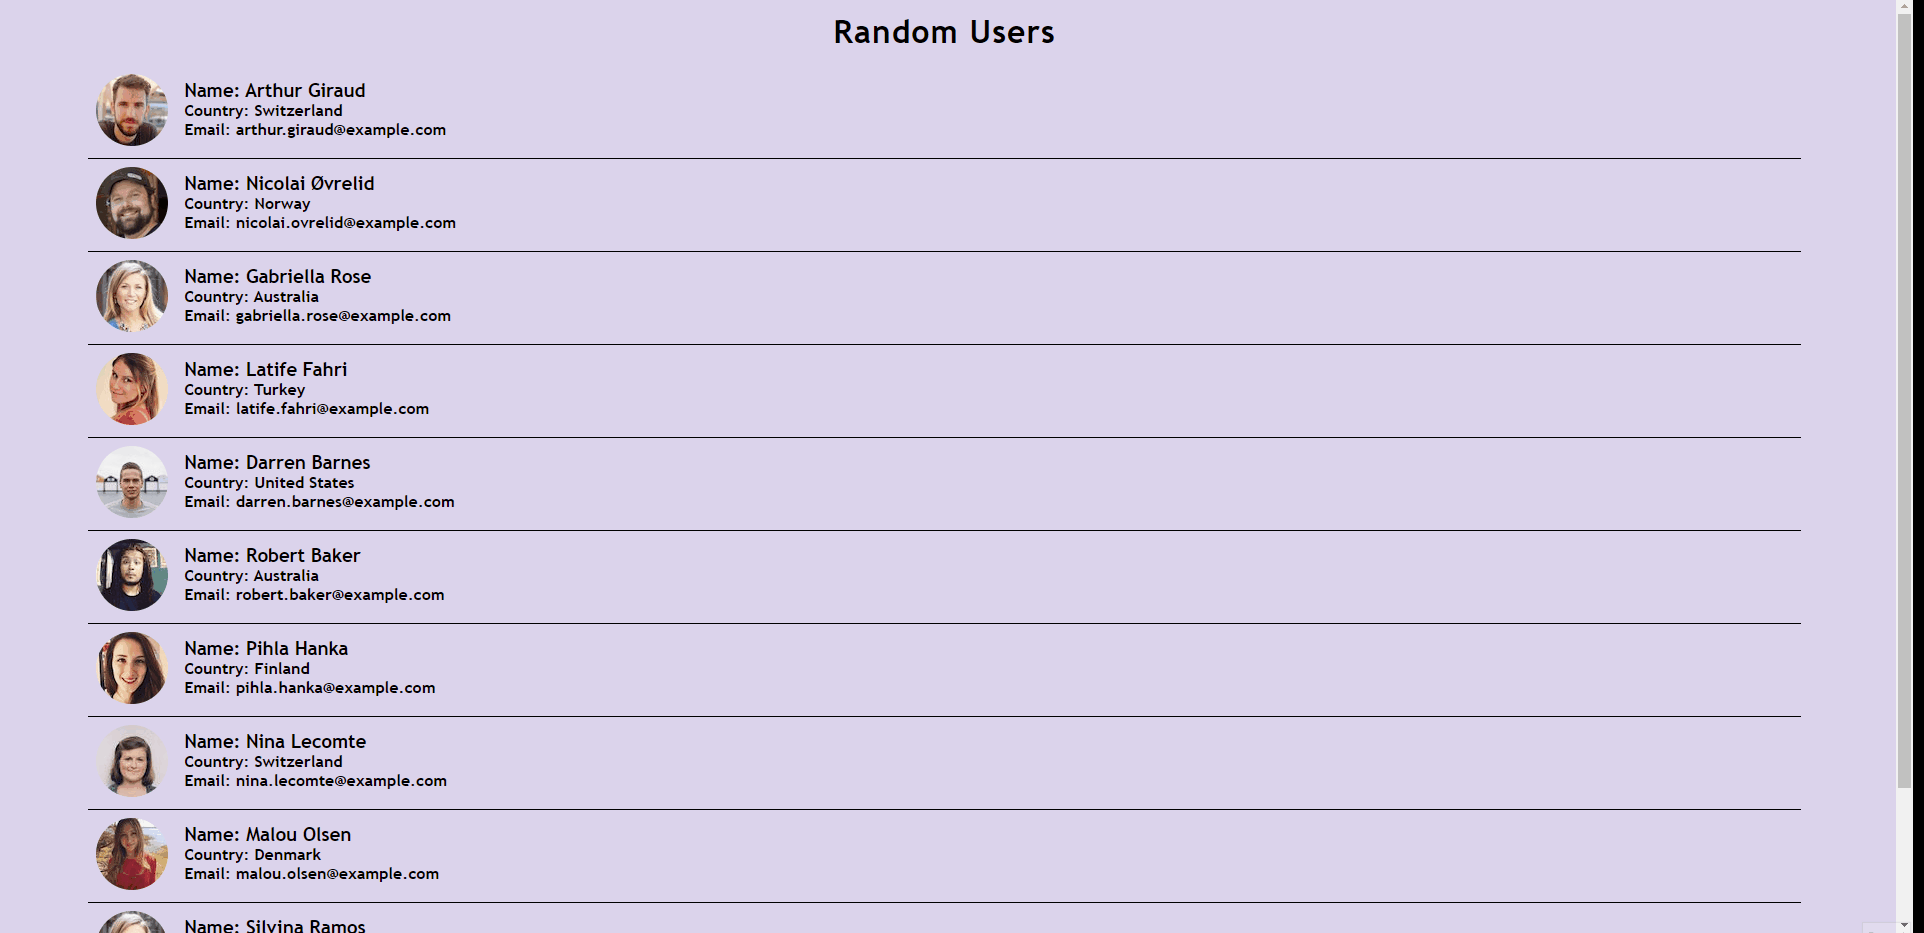 Random Users
Name: Arthur Giraud
Country: Switzerland
Email: arthur.giraud@example.com
Name: Nicolai Øvrelid
Country: Norway
Email: nicolai.ovrelid@example.com
Name: Gabriella Rose
Country: Australia
Email: gabriella.rose@example.com
Name: Latife Fahri
Country: Turkey
Email: latife.fahri@example.com
Name: Darren Barnes
Country: United States
Email: darren.barnes@example.com
Name: Robert Baker
Country: Australia
Email: robert.baker@example.com
Name: Pihla Hanka
Country: Finland
Email: pihla.hanka@example.com
Name: Nina Lecomte
Country: Switzerland
Email: nina.lecomte@example.com
Name: Malou Olsen
Country: Denmark
Email: malou.olsen@example.com
Name: Silvina Ramos